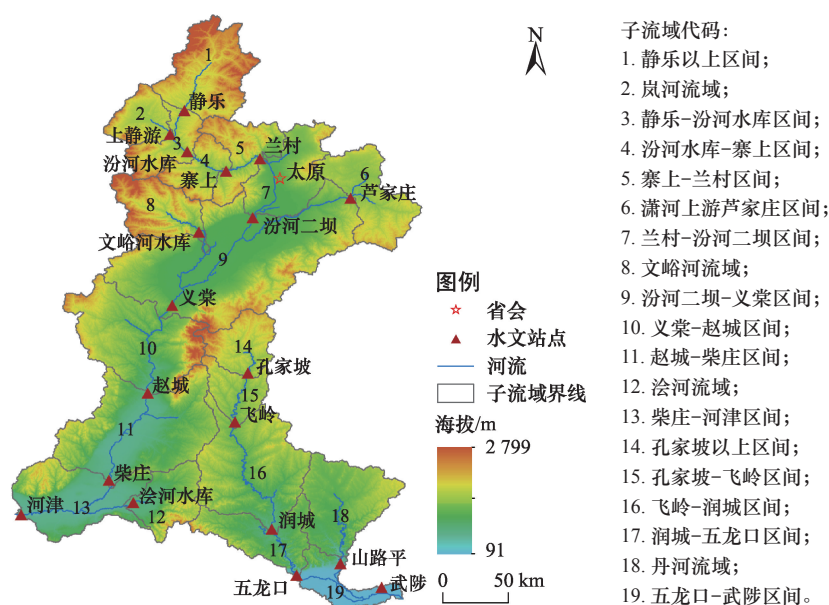 N
1
静乐
2
上静游
3
汾河水库
4
寨上
5
兰村
太原
6
芦家庄
7
汾河二坝
8
文峪河水库
9
义棠
10
赵城
14
孔家坡
15
飞岭
11
16
柴庄
浍河水库
河津
13
12
润城
18
17
山路平
五龙口
19
武陟
图例
省会
水文站点
河流
子流域界线
海拔/m
2 799
91
0 50 km
子流域代码：
1. 静乐以上区间；
2. 岚河流域；
3. 静乐-汾河水库区间；
4. 汾河水库-寨上区间；
5. 寨上-兰村区间；
6. 潇河上游芦家庄区间；
7. 兰村-汾河二坝区间；
8. 文峪河流域；
9. 汾河二坝-义棠区间；
10. 义棠-赵城区间；
11. 赵城-柴庄区间；
12. 浍河流域；
13. 柴庄-河津区间；
14. 孔家坡以上区间；
15. 孔家坡-飞岭区间；
16. 飞岭-润城区间；
17. 润城-五龙口区间；
18. 丹河流域；
19. 五龙口-武陟区间。